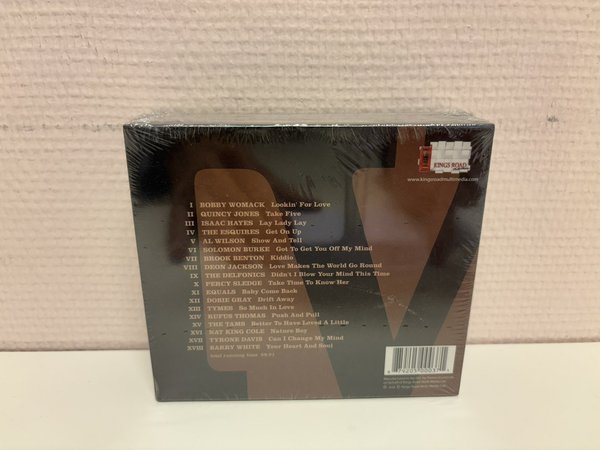 KINGS ROAD
www.kingsroadmultimedia.com
I BOBBY WOMACK Lookin' For Love
II QUINCY JONES Take Five
III ISAAC HAYES Lay Lady Lay
IV THE ESQUIRES Get On Up
V AL WILSON Show And Tell
VI SOLOMON BURKE Got To Get You Off My Mind
VII BROOK BENTON Kiddio
VIII DEON JACKSON Love Makes The World Go Round
IX THE DELFONICS Didn't I Blow Your Mind This Time
X PERCY SLEDGE Take Time To Know Her
XI EQUALS Baby Come Back
XII DOBIE GRAY Drift Away
XIII TYMES So Much In Love
XIV RUFUS THOMAS Push And Pull
XV THE TAMS Better To Have Loved A Little
XVI NAT KING COLE Nature Boy
XVII TYRONE DAVIS Can I Change My Mind
XVIII BARRY WHITE Your Heart And Soul
total running time